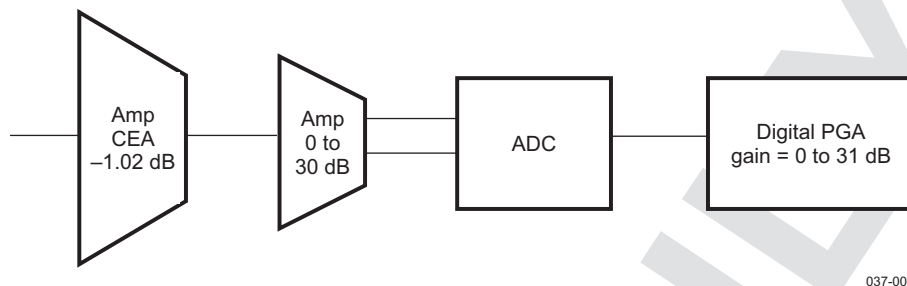 Amp
CEA
–1.02 dB
Amp
0 to
30 dB
ADC
Digital PGA
gain = 0 to 31 dB
037-00